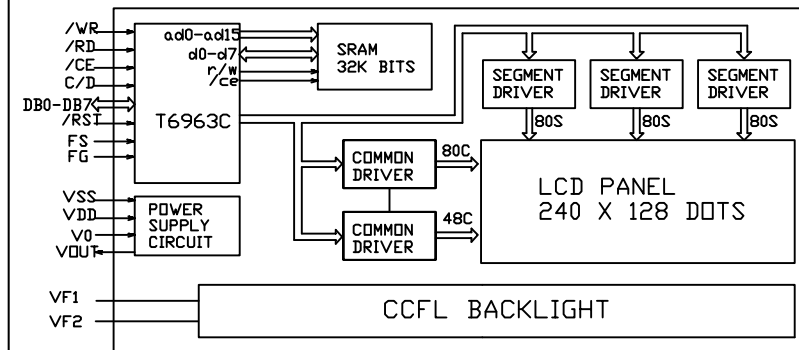 /WR
/RD
/CE
C/D
DB0-DB7
/RST
FS
FG
ad0-ad15
d0-d7
r/w
/ce
T6963C
SRAM
32K BITS
SEGMENT
DRIVER
SEGMENT
DRIVER
SEGMENT
DRIVER
80S
80S
80S
COMMON
DRIVER
80C
COMMON
DRIVER
48C
LCD PANEL
240 X 128 DOTS
VSS
VDD
V0
VOUT
POWER
SUPPLY
CIRCUIT
VF1
VF2
CCFL BACKLIGHT